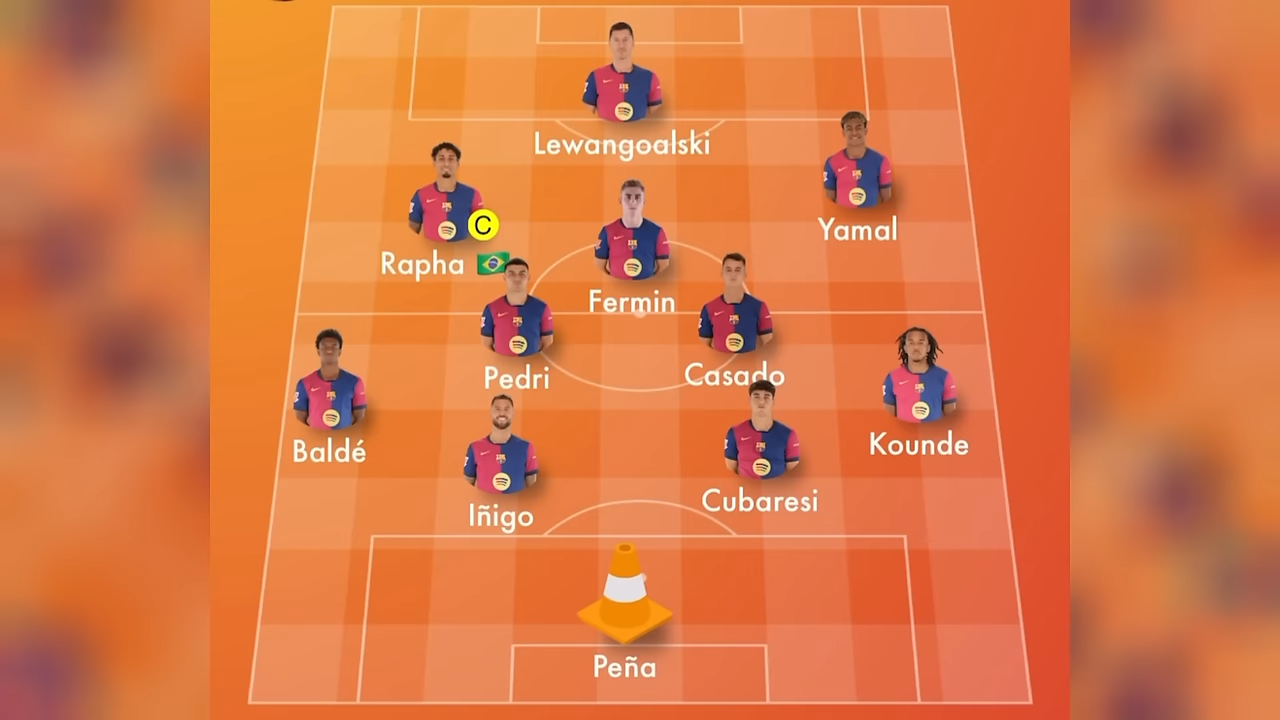 Lewangoalski
Yamal
Rapha
C
Fermin
Pedri
Casado
Baldé
Kounde
Iñigo
Cubaresi
Peña